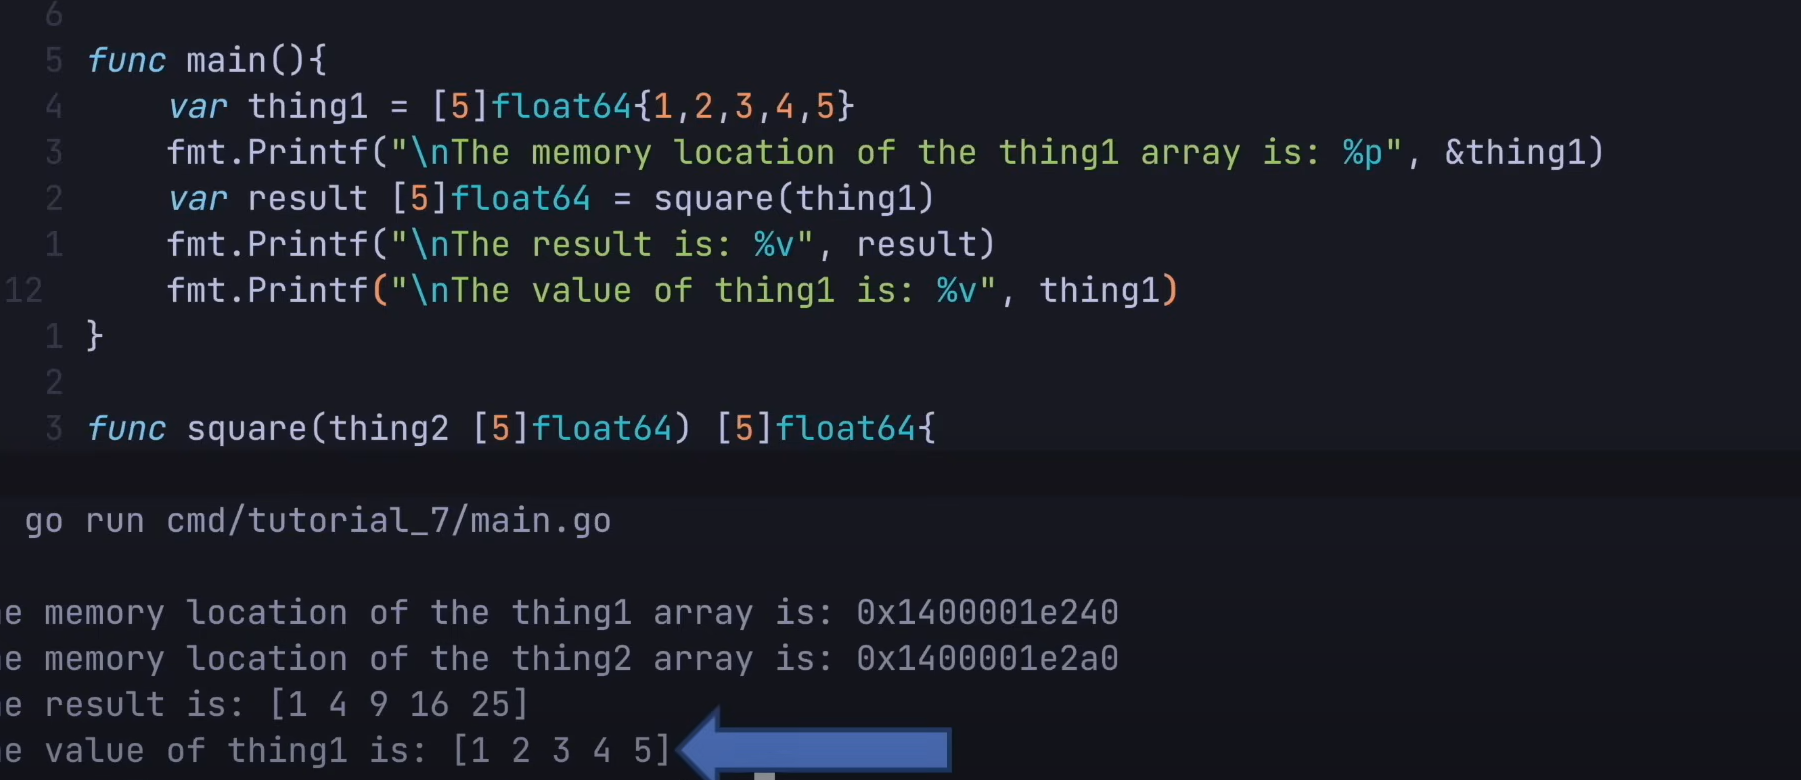 6
5 func main(){
4 var thing1 = [5]float64{1,2,3,4,5}
3 fmt.Printf("\nThe memory location of the thing1 array is: %p", &thing1)
2 var result [5]float64 = square(thing1)
1 fmt.Printf("\nThe result is: %v", result)
12 fmt.Printf("\nThe value of thing1 is: %v", thing1)
1 }
2
3 func square(thing2 [5]float64) [5]float64{
go run cmd/tutorial_7/main.go
he memory location of the thing1 array is: 0x1400001e240
he memory location of the thing2 array is: 0x1400001e2a0
he result is: [1 4 9 16 25]
he value of thing1 is: [1 2 3 4 5]